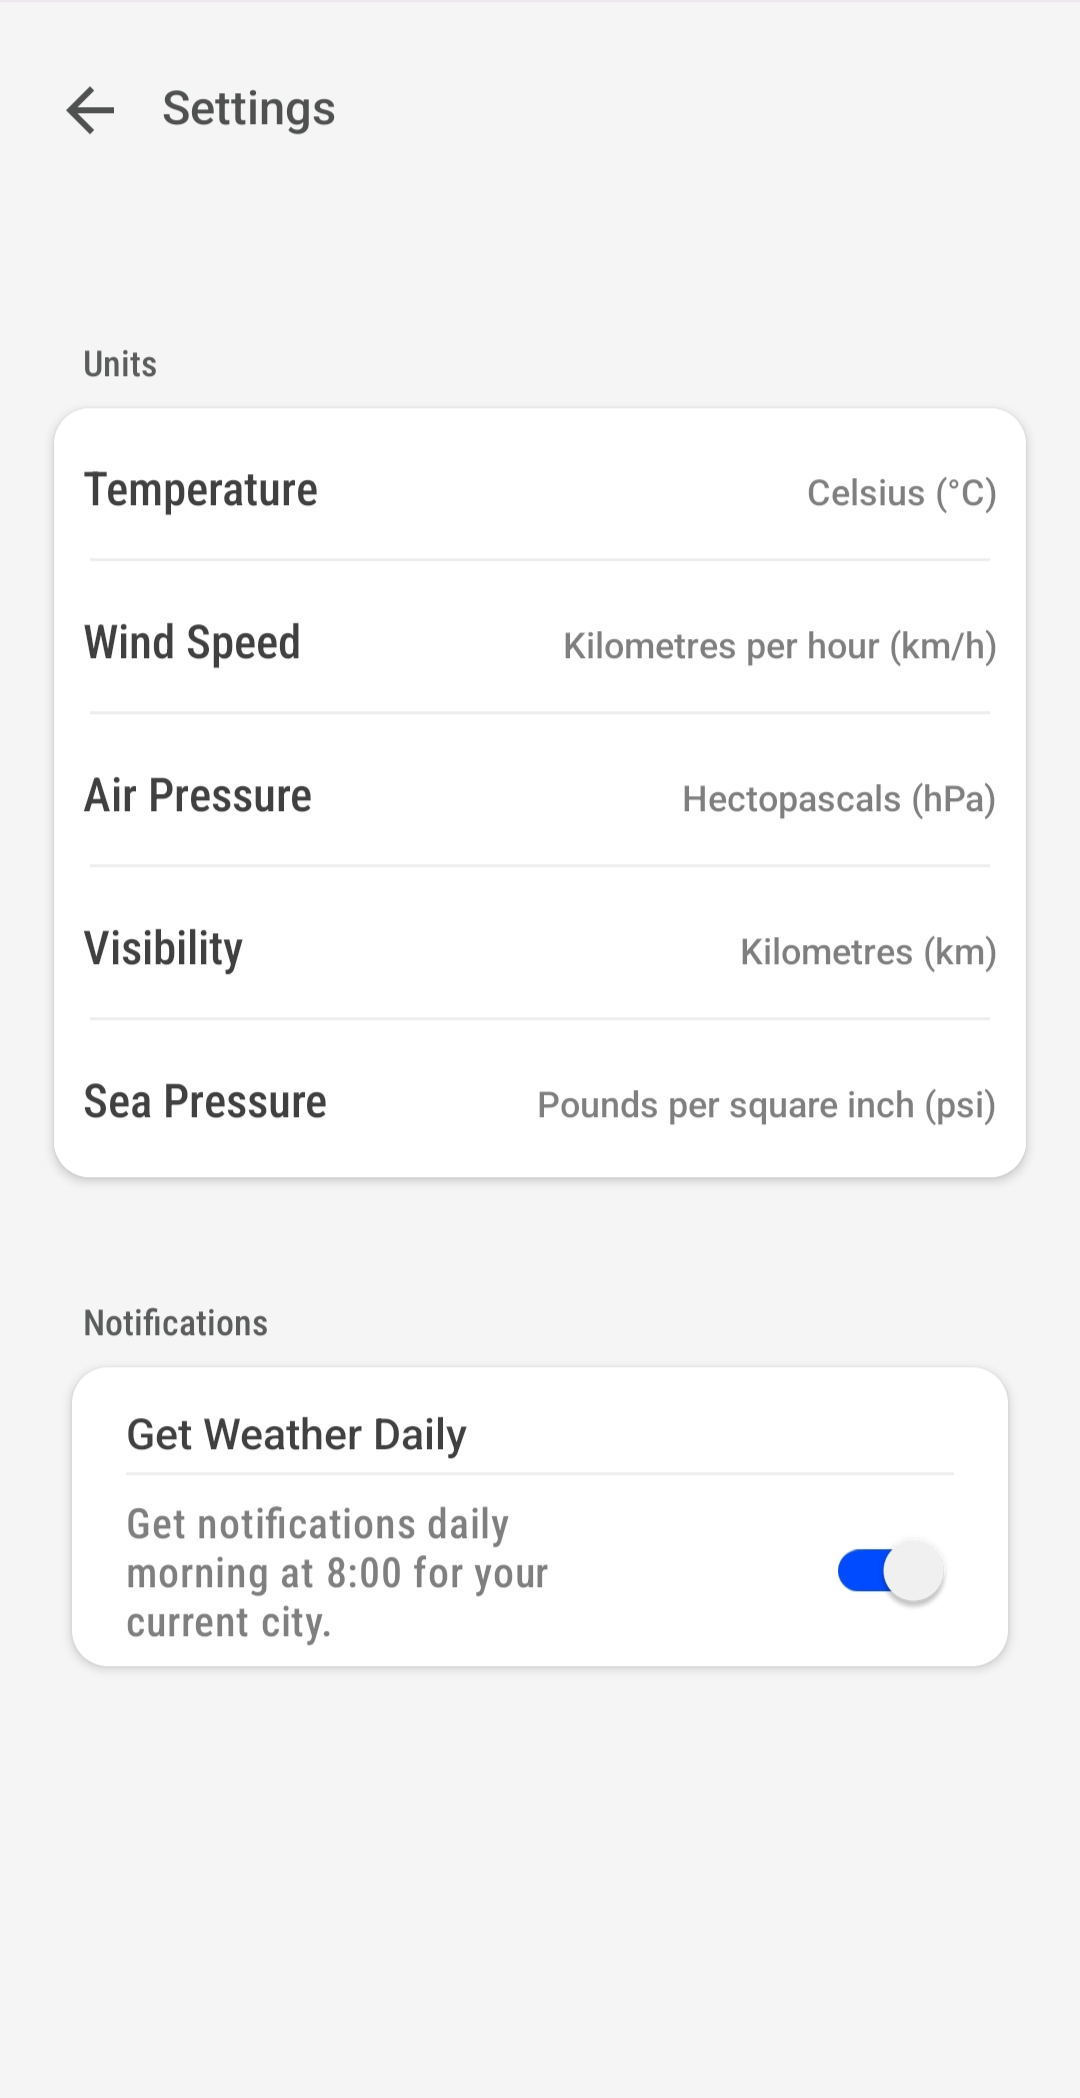 Settings
Units
Temperature Celsius (°C)
Wind Speed Kilometres per hour (km/h)
Air Pressure Hectopascals (hPa)
Visibility Kilometres (km)
Sea Pressure Pounds per square inch (psi)
Notifications
Get Weather Daily
Get notifications daily
morning at 8:00 for your
current city.